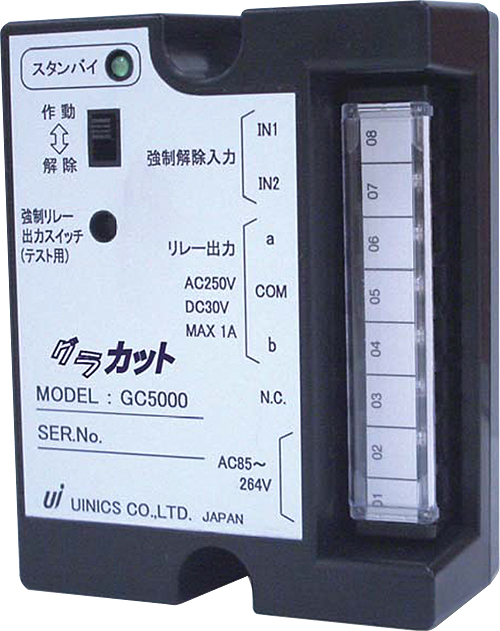 スタンバイ
作動
解除
強制リレー
出力スイッチ
(テスト用)
IN1
強制解除入力
IN2
リレー出力
a
AC250V
DC30V
MAX 1A
COM
b
グラカット
MODEL : GC5000
N.C.
SER.No.
AC85〜
264V
Ui UINICS CO.,LTD. JAPAN
08
07
06
05
04
03
02
01